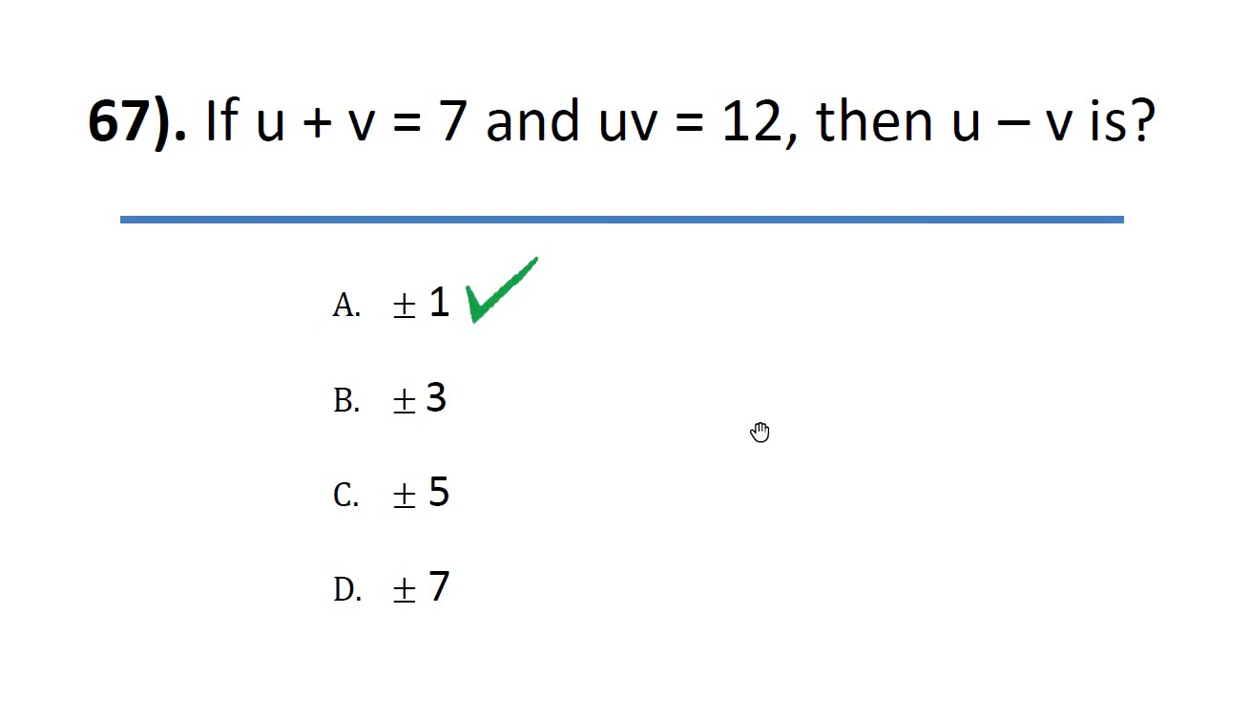 67). If u + v = 7 and uv = 12, then u – v is?
A. ± 1
B. ± 3
C. ± 5
D. ± 7